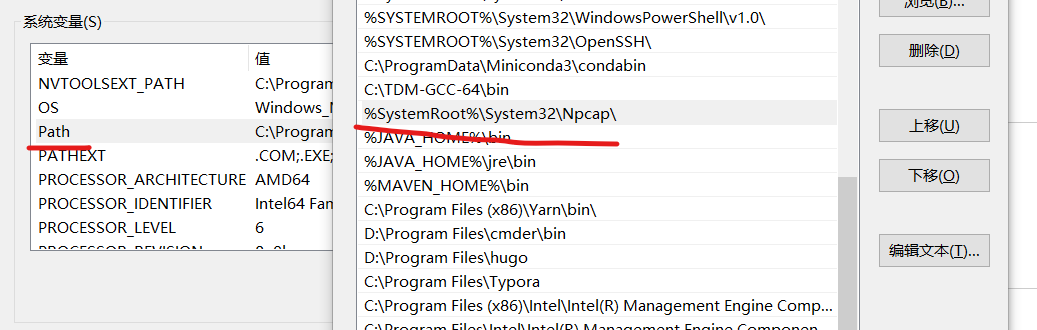 系统变量(S)
变量 值
NVTOOLSEXT_PATH C:\Program
OS Windows_N
Path C:\Program
PATHEXT .COM;.EXE;
PROCESSOR_ARCHITECTURE AMD64
PROCESSOR_IDENTIFIER Intel64 Fam
PROCESSOR_LEVEL 6
PROCESSOR_REVISION
%SYSTEMROOT%\System32\WindowsPowerShell\v1.0\
%SYSTEMROOT%\System32\OpenSSH\
C:\ProgramData\Miniconda3\condabin
C:\TDM-GCC-64\bin
%SystemRoot%\System32\Npcap\
%JAVA_HOME%\bin
%JAVA_HOME%\jre\bin
%MAVEN_HOME%\bin
C:\Program Files (x86)\Yarn\bin\
D:\Program Files\cmder\bin
D:\Program Files\hugo
C:\Program Files\Typora
C:\Program Files (x86)\Intel\Intel(R) Management Engine Comp...
C:\Program Files\Intel\Intel(R) Management Engine Componen
浏览(B)...
删除(D)
上移(U)
下移(O)
编辑文本(T)...